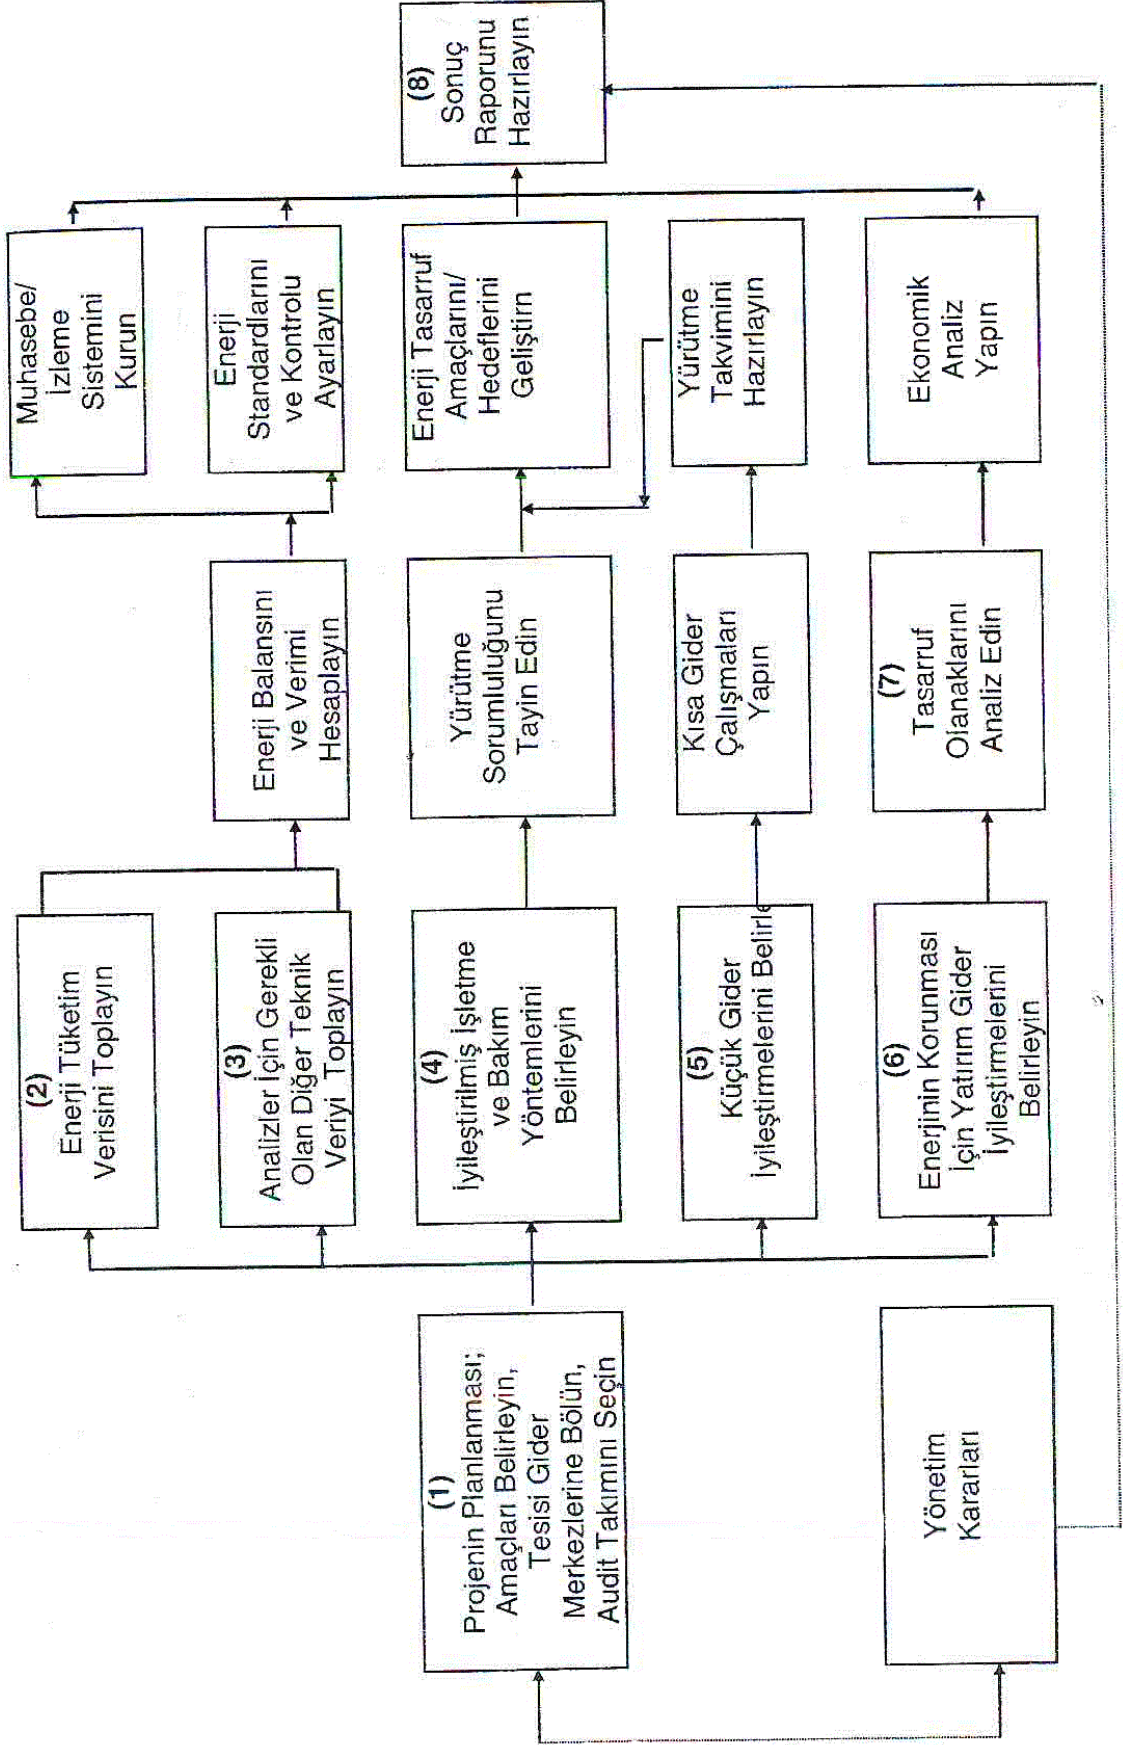 (1)
Projenin Planlanması;
Amaçları Belirleyin,
Tesisi Gider
Merkezlerine Bölün,
Audit Takımını Seçin
Yönetim
Kararları
(2)
Enerji Tüketim
Verisini Toplayın
(3)
Analizler İçin Gerekli
Olan Diğer Teknik
Veriyi Toplayın
(4)
İyileştirilmiş İşletme
ve Bakım
Yöntemlerini
Belirleyin
(5)
Küçük Gider
İyileştirmelerini Belirle
(6)
Enerjinin Korunması
İçin Yatırım Gider
İyileştirmelerini
Belirleyin
Enerji Balansını
ve Verimi
Hesaplayın
Yürütme
Sorumluluğunu
Tayin Edin
Kısa Gider
Çalışmaları
Yapın
(7)
Tasarruf
Olanaklarını
Analiz Edin
Muhasebe/
İzleme
Sistemini
Kurun
Enerji
Standardarını
ve Kontrolu
Ayarlayın
Enerji Tasarruf
Amaçlarını/
Hedeflerini
Geliştirin
Yürütme
Takvimini
Hazırlayın
Ekonomik
Analiz
Yapın
(8)
Sonuç
Raporunu
Hazırlayın